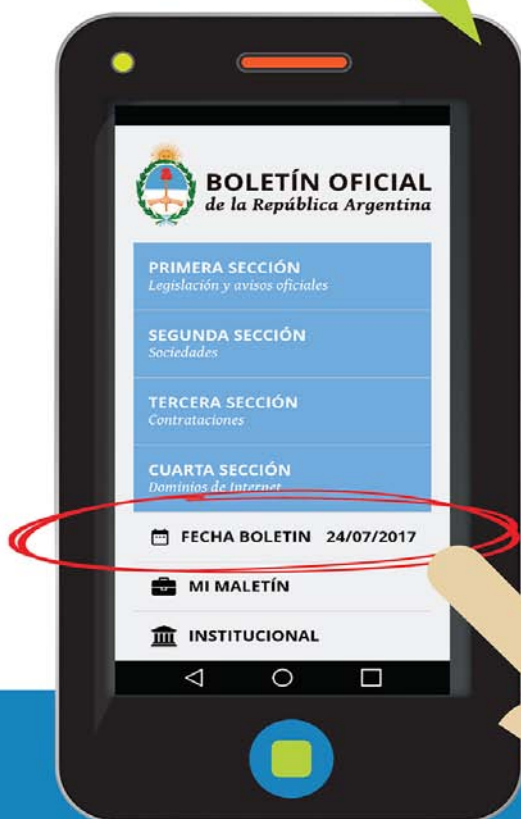 BOLETÍN OFICIAL
de la República Argentina
PRIMERA SECCIÓN
Legislación y avisos oficiales
SEGUNDA SECCIÓN
Sociedades
TERCERA SECCIÓN
Contrataciones
CUARTA SECCIÓN
Dominios de Internet
FECHA BOLETIN 24/07/2017
MI MALETÍN
INSTITUCIONAL